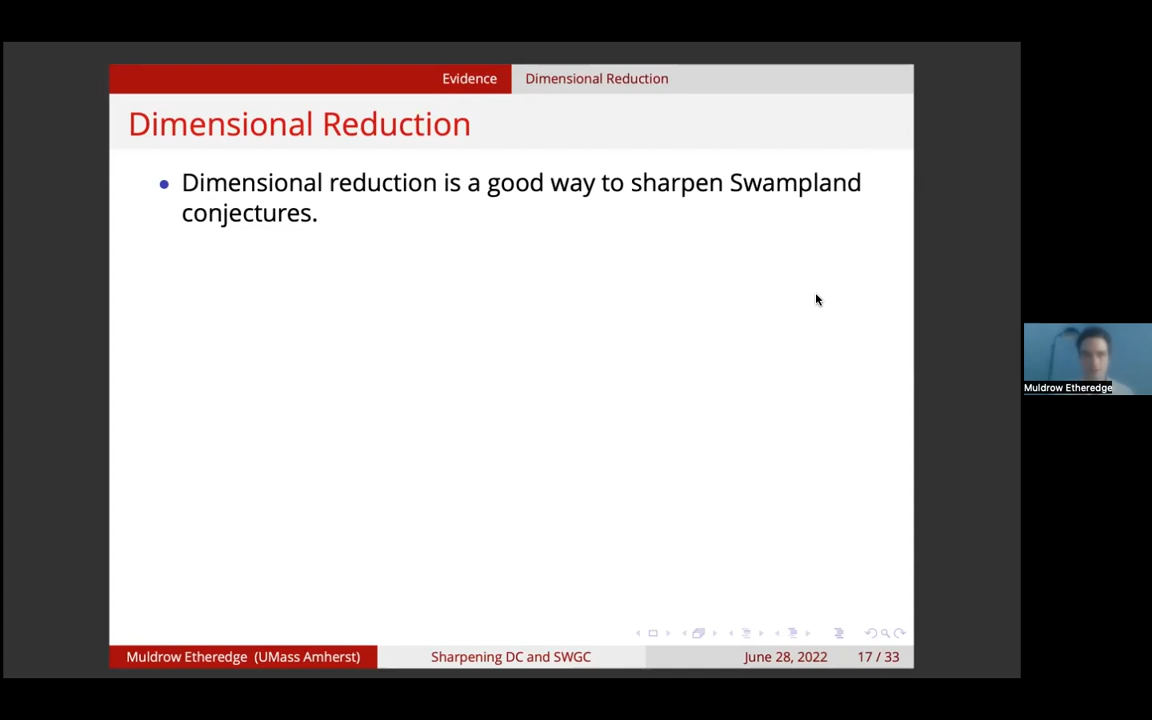 Evidence Dimensional Reduction
Dimensional Reduction
Dimensional reduction is a good way to sharpen Swampland
conjectures.
Muldrow Etheredge
Muldrow Etheredge (UMass Amherst) Sharpening DC and SWGC June 28, 2022 17 / 33